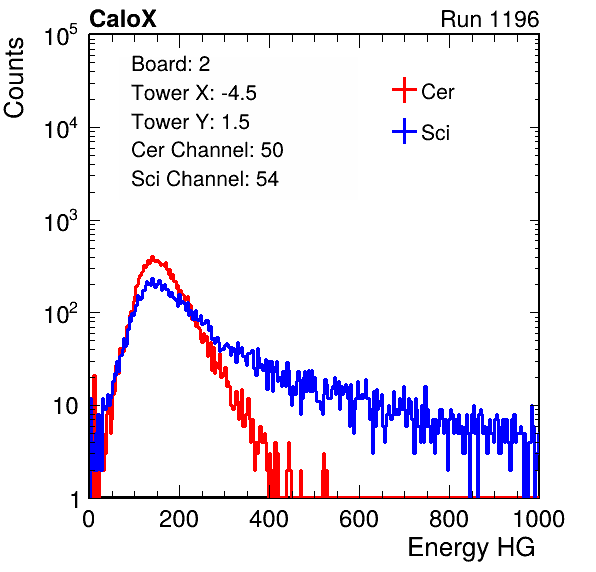 CaloX Run 1196
Counts
Board: 2
Tower X: -4.5
Tower Y: 1.5
Cer Channel: 50
Sci Channel: 54
Cer
Sci
10^5
10^4
10^3
10^2
10
1
0 200 400 600 800 1000
Energy HG